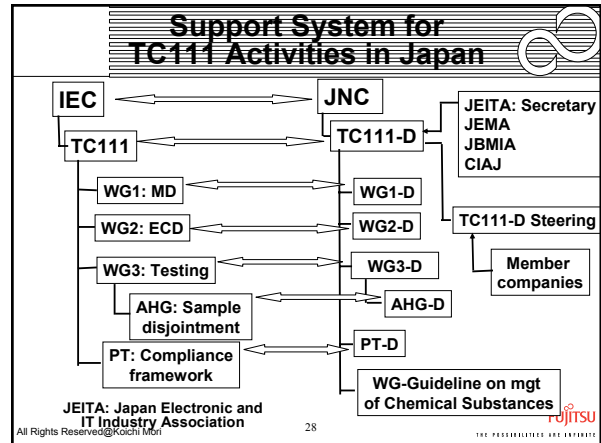 Support System for
TC111 Activities in Japan
IEC
JNC
JEITA: Secretary
JEMA
JBMIA
CIAJ
TC111
TC111-D
WG1: MD
WG1-D
WG2: ECD
WG2-D
TC111-D Steering
WG3: Testing
WG3-D
Member
companies
AHG: Sample
disjointment
AHG-D
PT: Compliance
framework
PT-D
WG-Guideline on mgt
of Chemical Substances
JEITA: Japan Electronic and
IT Industry Association
All Rights Reserved@Koichi Mori
28
FUJITSU
THE POSSIBILITIES ARE INFINITE